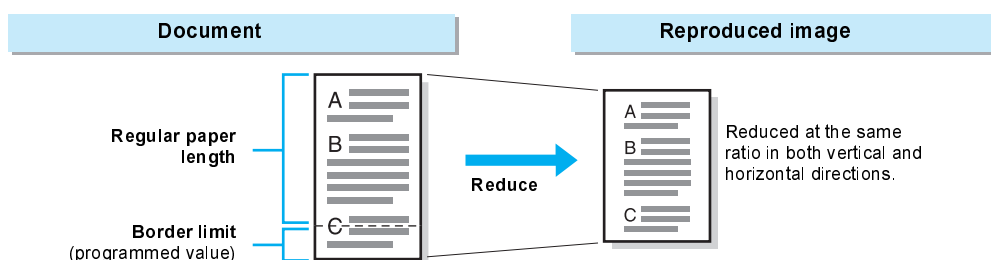 Document
Reproduced image
A
B
C
Regular paper
length
Border limit
(programmed value)
Reduce
A
B
C
Reduced at the same
ratio in both vertical and
horizontal directions.